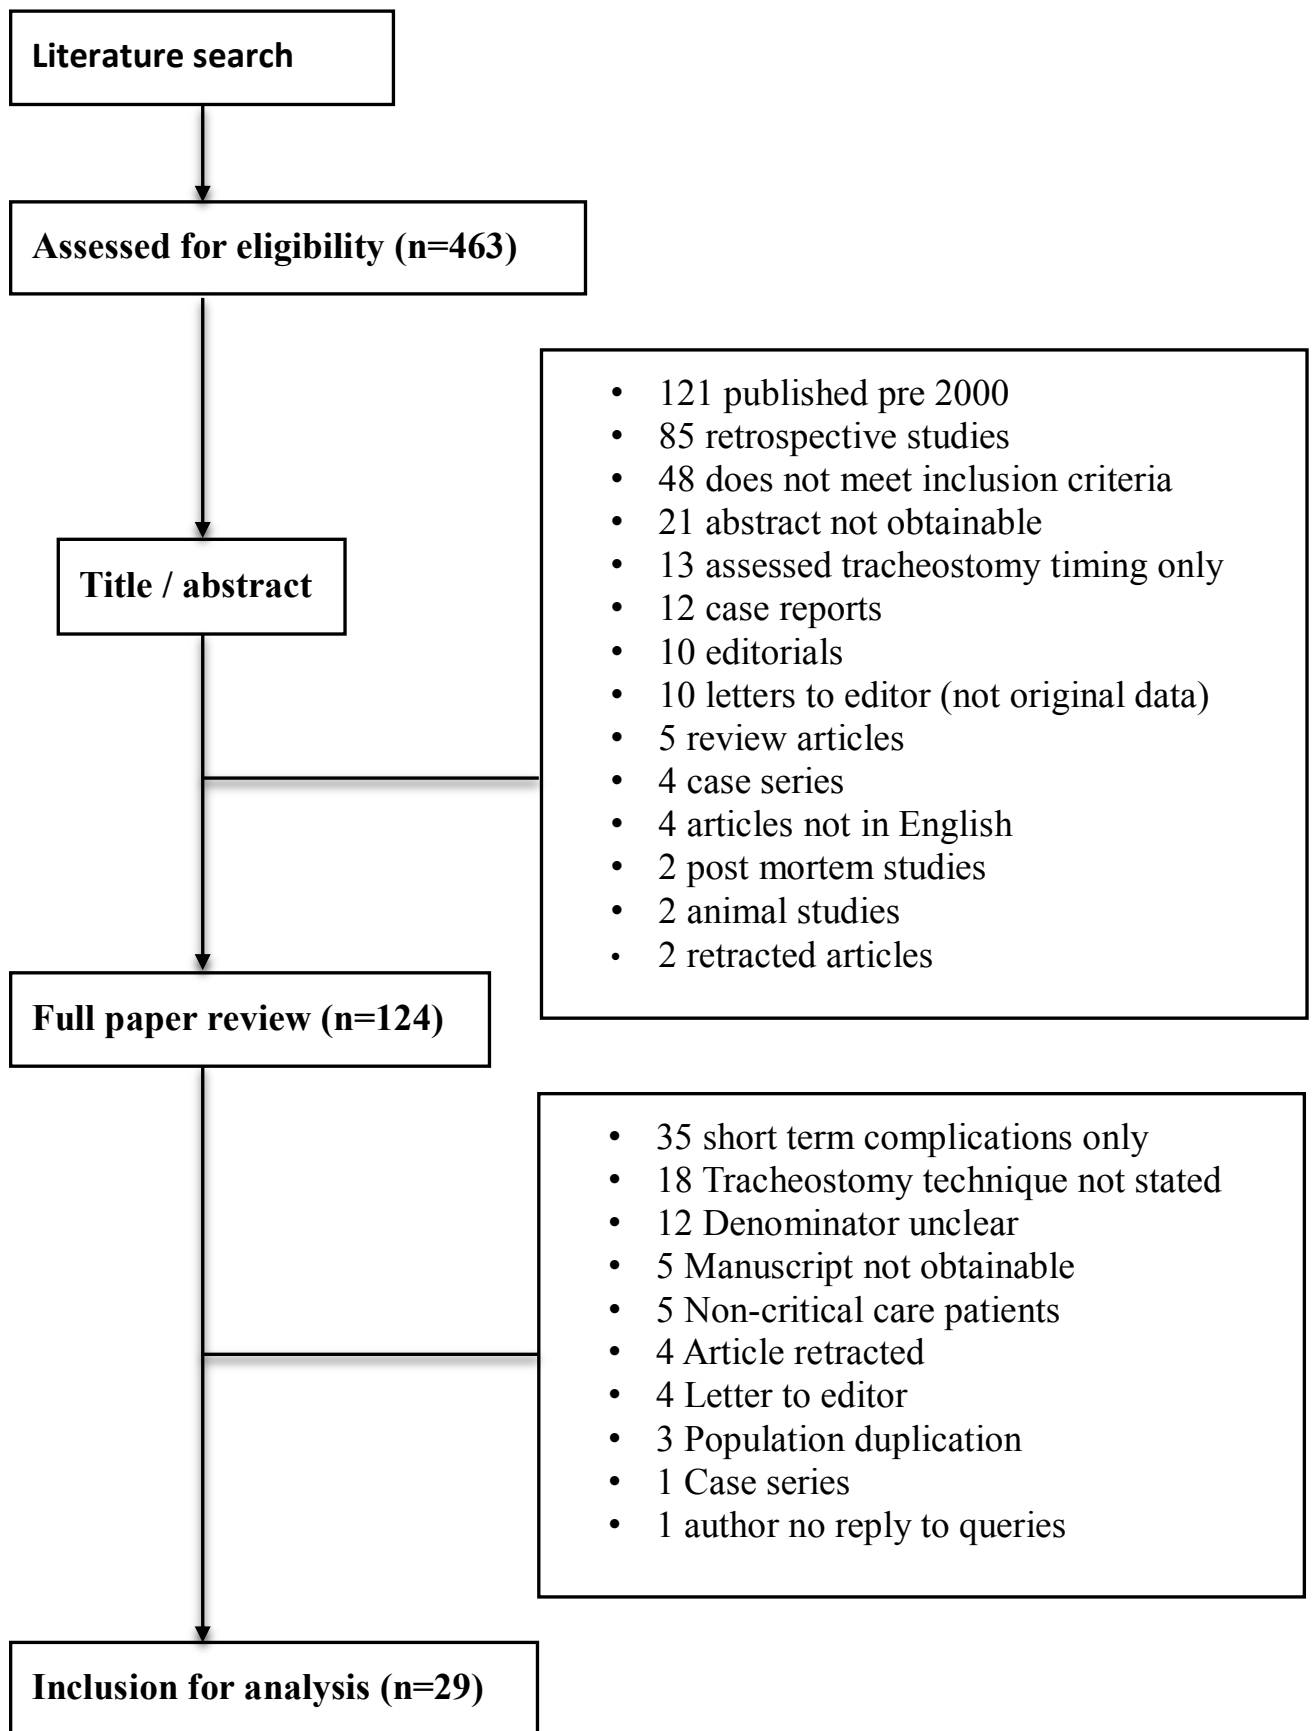 Literature search
Assessed for eligibility (n=463)
• 121 published pre 2000
• 85 retrospective studies
• 48 does not meet inclusion criteria
• 21 abstract not obtainable
• 13 assessed tracheostomy timing only
• 12 case reports
• 10 editorials
• 10 letters to editor (not original data)
• 5 review articles
• 4 case series
• 4 articles not in English
• 2 post mortem studies
• 2 animal studies
• 2 retracted articles
Title / abstract
Full paper review (n=124)
• 35 short term complications only
• 18 Tracheostomy technique not stated
• 12 Denominator unclear
• 5 Manuscript not obtainable
• 5 Non-critical care patients
• 4 Article retracted
• 4 Letter to editor
• 3 Population duplication
• 1 Case series
• 1 author no reply to queries
Inclusion for analysis (n=29)